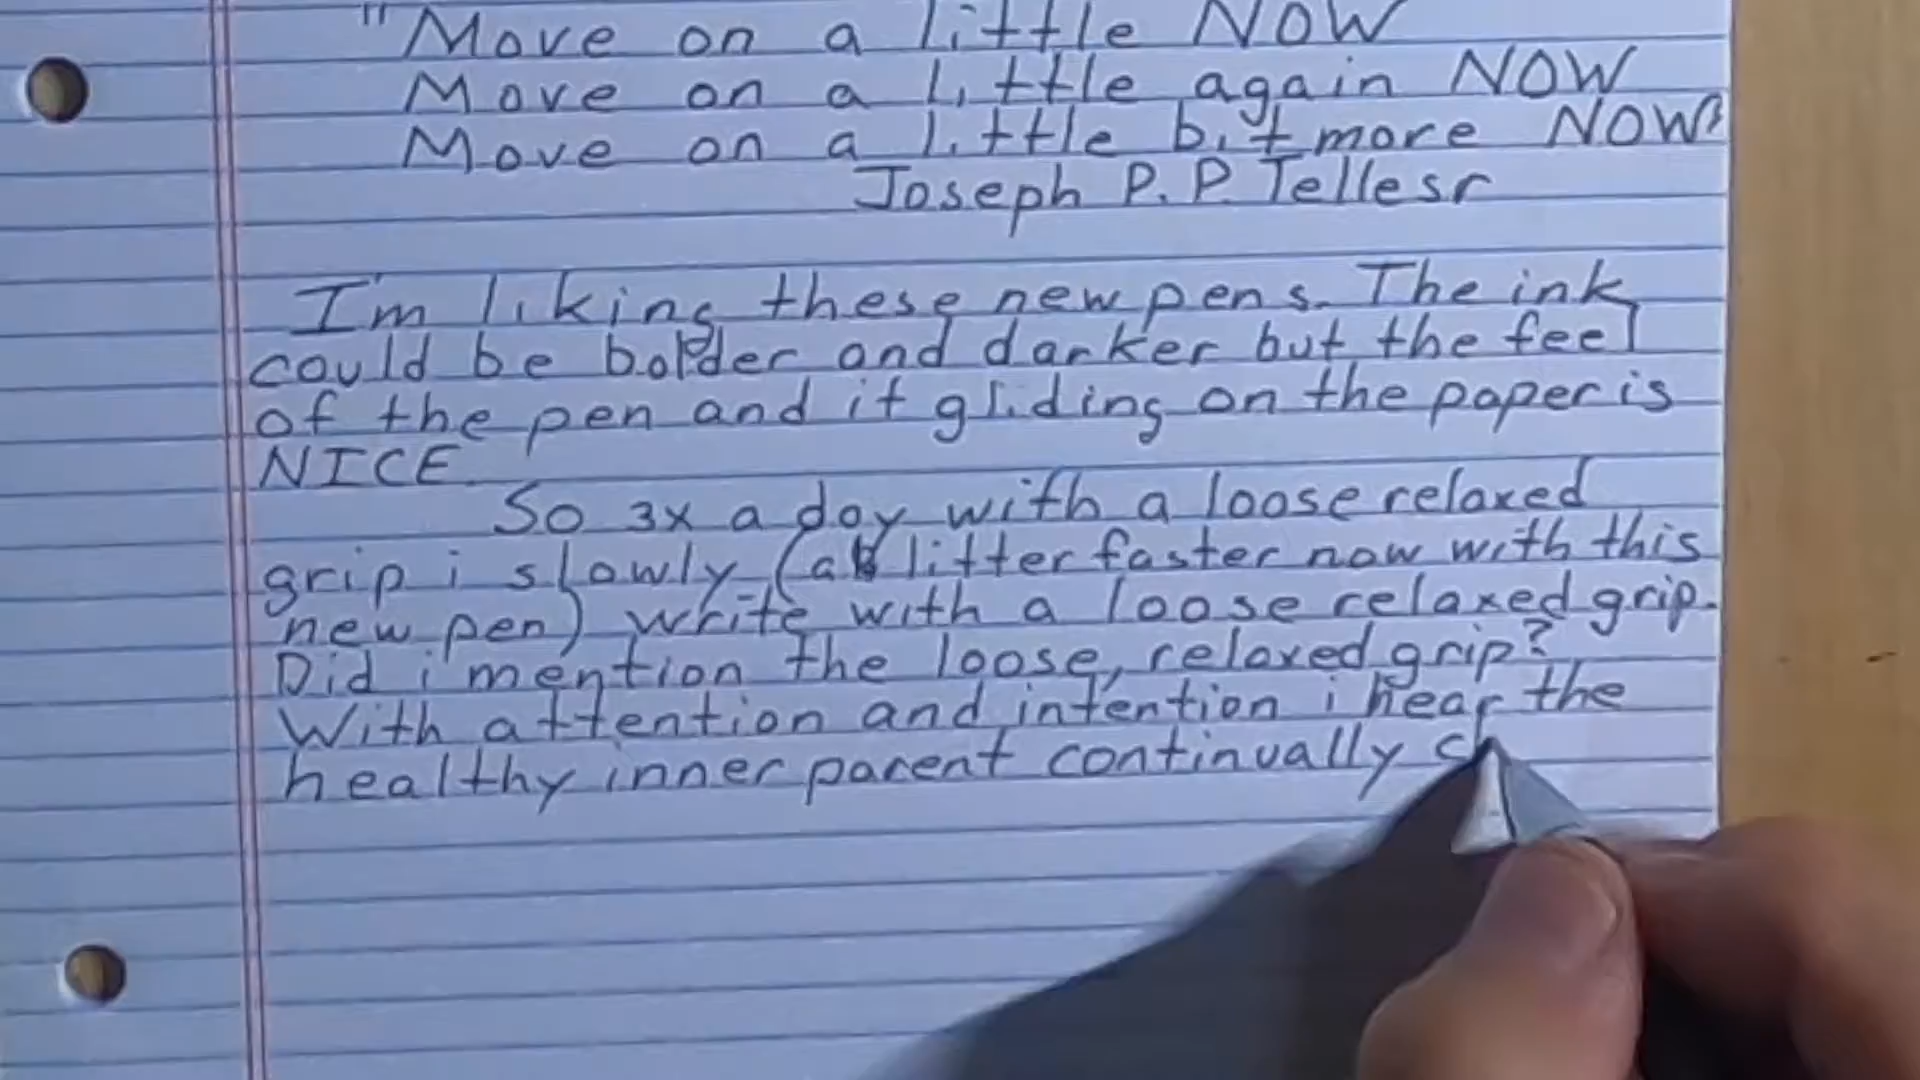 "Move on a little NOW
Move on a little again NOW
Move on a little bit more NOW"
Joseph P. P. Tellesr
I'm liking these new pens. The ink
could be bolder and darker but the feel
of the pen and it gliding on the paper is
NICE.
So 3x a day with a loose relaxed
grip i slowly (a litter faster now with this
new pen) write with a loose relaxed grip.
Did i mention the loose, relaxed grip?
With attention and intention i hear the
healthy inner parent continually